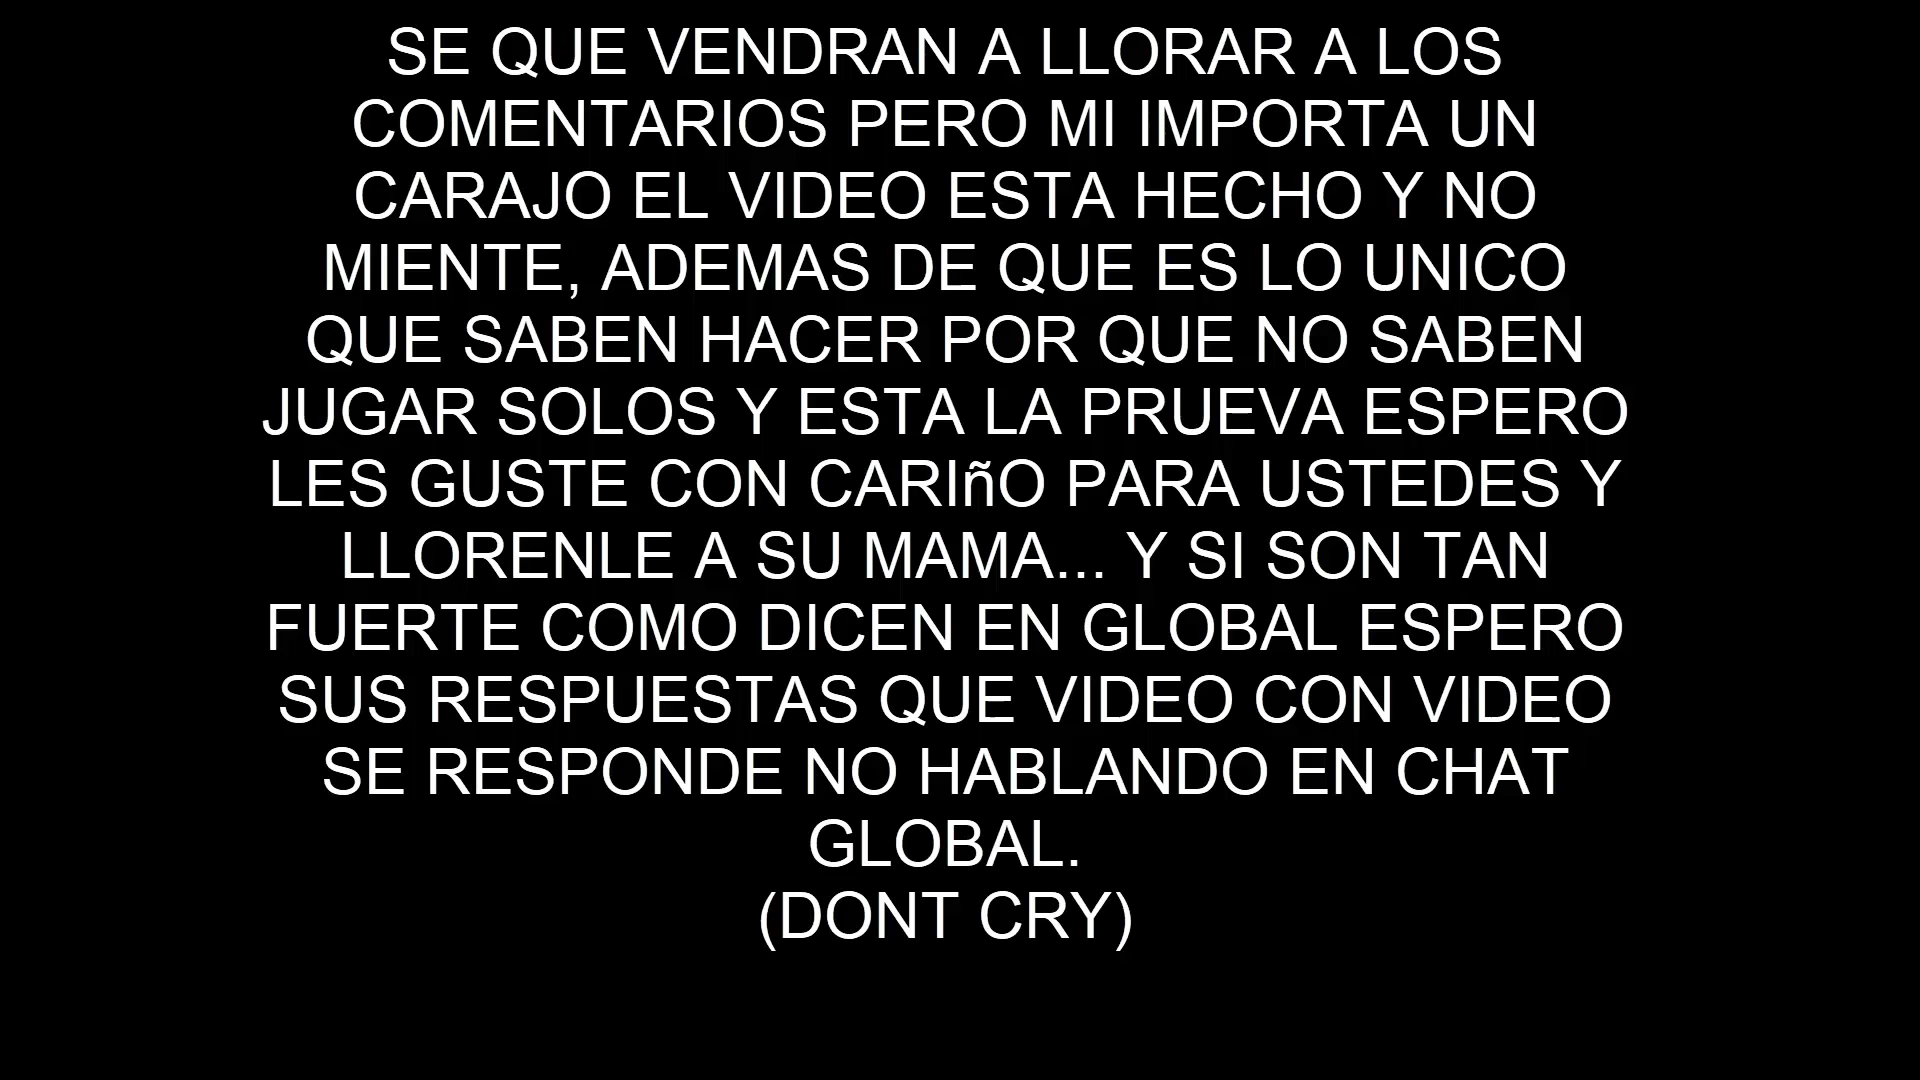 SE QUE VENDRAN A LLORAR A LOS
COMENTARIOS PERO MI IMPORTA UN
CARAJO EL VIDEO ESTA HECHO Y NO
MIENTE, ADEMAS DE QUE ES LO UNICO
QUE SABEN HACER POR QUE NO SABEN
JUGAR SOLOS Y ESTA LA PRUEVA ESPERO
LES GUSTE CON CARIñO PARA USTEDES Y
LLORENLE A SU MAMA... Y SI SON TAN
FUERTE COMO DICEN EN GLOBAL ESPERO
SUS RESPUESTAS QUE VIDEO CON VIDEO
SE RESPONDE NO HABLANDO EN CHAT
GLOBAL.
(DONT CRY)